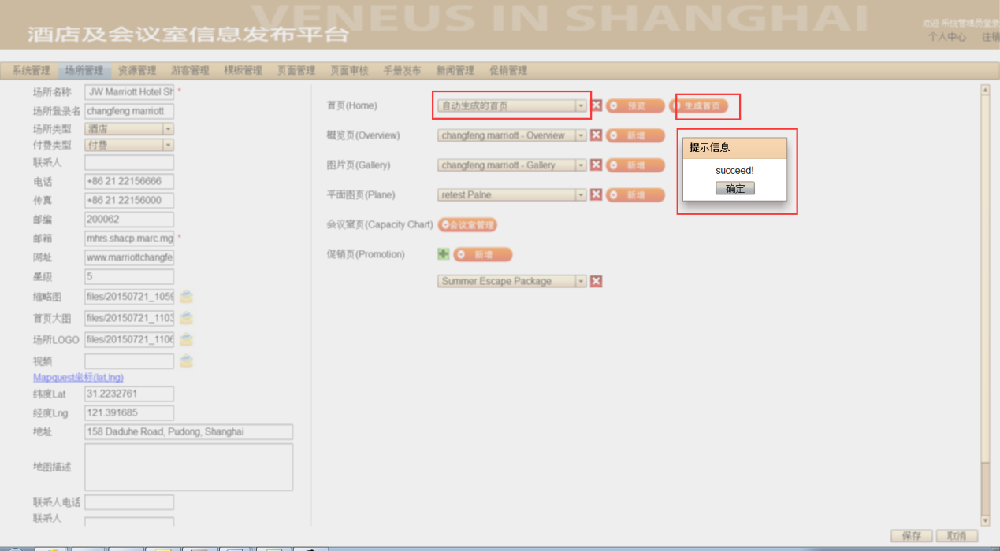 VENEUS IN SHANGHAI
酒店及会议室信息发布平台
欢迎 系统管理员登录
个人中心 注销
系统管理 场所管理 资源管理 游客管理 模板管理 页面管理 页面审核 手册发布 新闻管理 促销管理
场所名称 JW Marriott Hotel Sh *
场所登录名 changfeng marriott
场所类型 酒店
付费类型 付费
联系人
电话 +86 21 22156666
传真 +86 21 22156000
邮编 200062
邮箱 mhrs.shacp.marc.mg *
网址 www.marriottchangfe
星级 5
缩略图 files/20150721_1059
首页大图 files/20150721_1103
场所LOGO files/20150721_1106
视频
Mapquest坐标(lat,lng)
纬度Lat 31.2232761
经度Lng 121.391685
地址 158 Daduhe Road, Pudong, Shanghai
地图描述
联系人电话
联系人
首页(Home) 自动生成的首页 预览 生成首页
概览页(Overview) changfeng marriott - Overview 新增
图片页(Gallery) changfeng marriott - Gallery 新增
平面图页(Plane) retest Palne 新增
会议室页(Capacity Chart) 会议室管理
促销页(Promotion) 新增
Summer Escape Package
提示信息
succeed!
确定
保存 取消